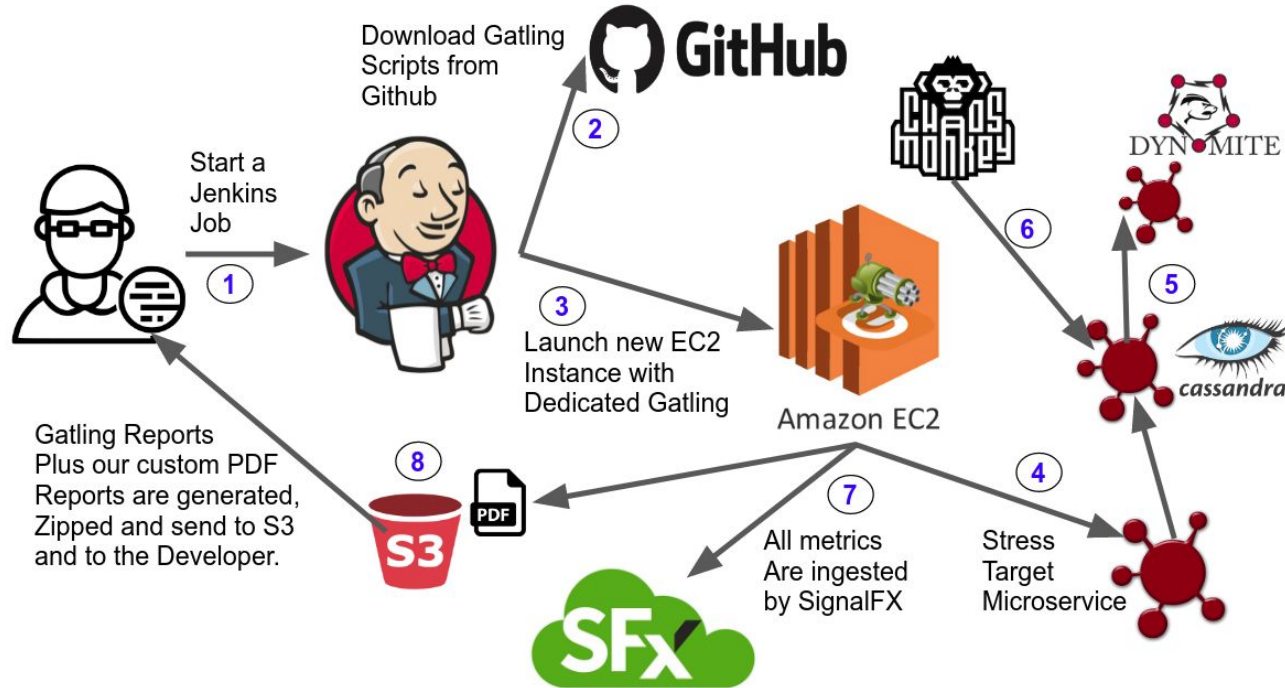 Download Gatling
Scripts from
Github
GitHub
2
CHAOS
MONKEY
DYNOMITE
Start a
Jenkins
Job
1
6
3
Launch new EC2
Instance with
Dedicated Gatling
Amazon EC2
5
cassandra
Gatling Reports
Plus our custom PDF
Reports are generated,
Zipped and send to S3
and to the Developer.
8
PDF
S3
7
All metrics
Are ingested
by SignalFX
4
Stress
Target
Microservice
SFx